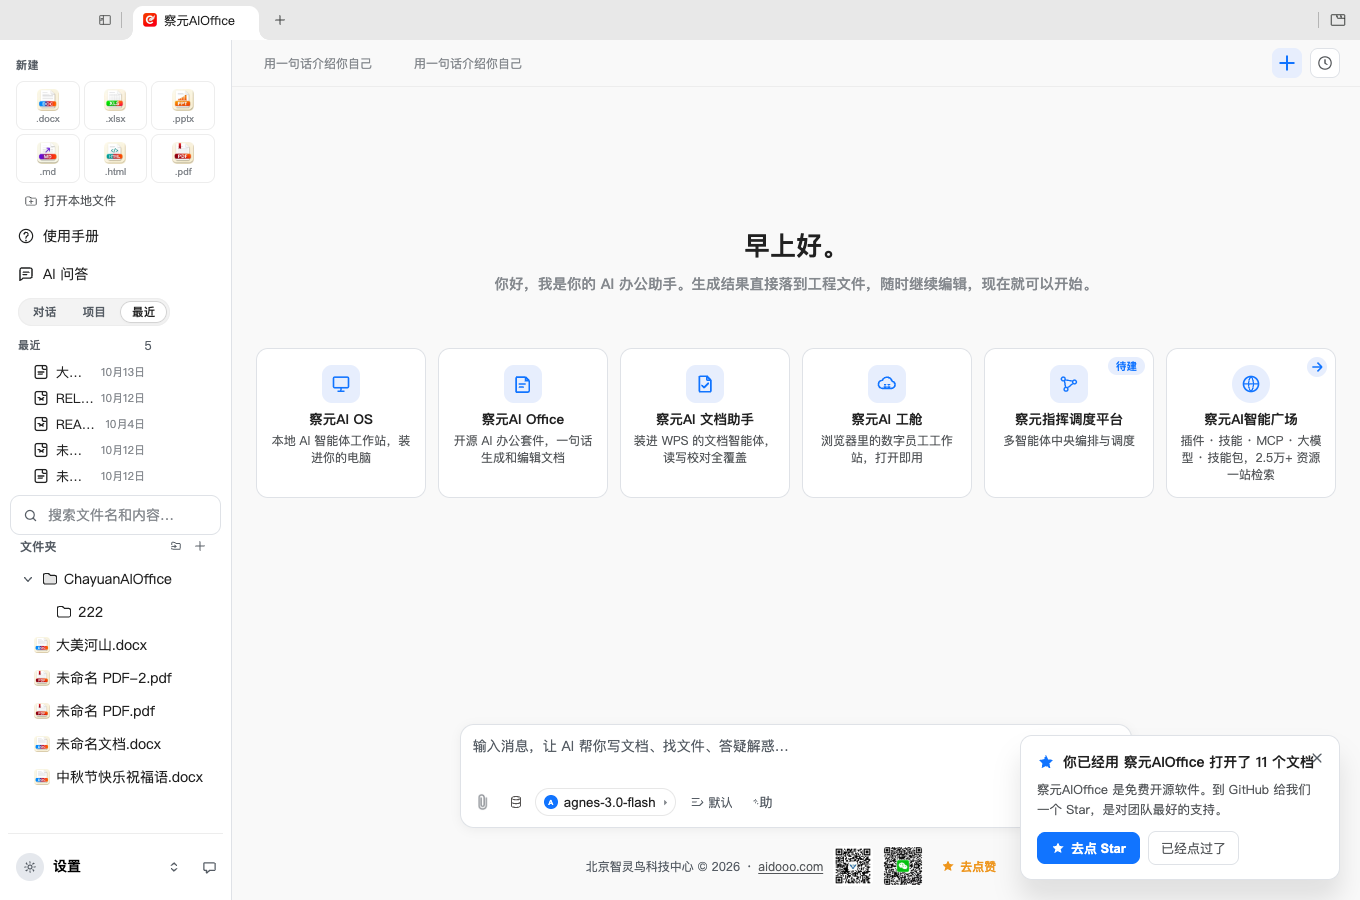 察元AIOffice
新建
.docx
.xlsx
.pptx
.md
.html
.pdf
打开本地文件
使用手册
AI 问答
对话 项目 最近
最近 5
大... 10月13日
REL... 10月12日
REA... 10月4日
未... 10月12日
未... 10月12日
搜索文件名和内容...
文件夹
ChayuanAIOffice
222
大美河山.docx
未命名 PDF-2.pdf
未命名 PDF.pdf
未命名文档.docx
中秋节快乐祝福语.docx
设置
用一句话介绍你自己 用一句话介绍你自己
早上好。
你好，我是你的 AI 办公助手。生成结果直接落到工程文件，随时继续编辑，现在就可以开始。
察元AI OS
本地 AI 智能体工作站，装
进你的电脑
察元AI Office
开源 AI 办公套件，一句话
生成和编辑文档
察元AI 文档助手
装进 WPS 的文档智能体，
读写校对全覆盖
察元AI 工舱
浏览器里的数字员工工作
站，打开即用
待建
察元指挥调度平台
多智能体中央编排与调度
察元AI智能广场
插件 · 技能 · MCP · 大模
型 · 技能包，2.5万+ 资源
一站检索
输入消息，让 AI 帮你写文档、找文件、答疑解惑...
agnes-3.0-flash
默认
助
北京智灵鸟科技中心 © 2026 · aidooo.com
去点赞
你已经用 察元AIOffice 打开了 11 个文档
察元AIOffice 是免费开源软件。到 GitHub 给我们
一个 Star，是对团队最好的支持。
去点 Star
已经点过了